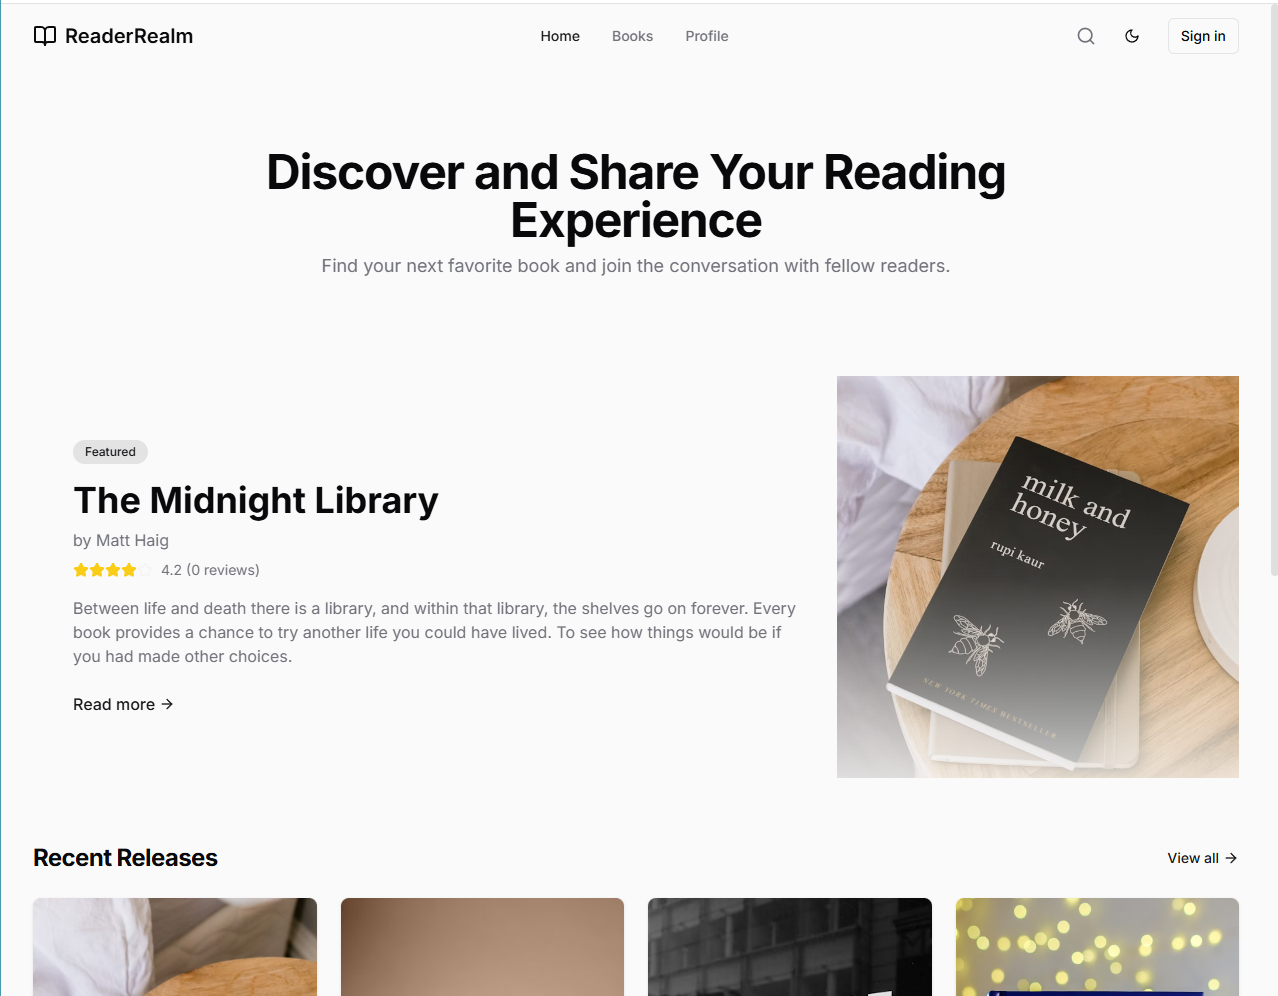 ReaderRealm
Home
Books
Profile
Sign in
Discover and Share Your Reading
Experience
Find your next favorite book and join the conversation with fellow readers.
Featured
The Midnight Library
by Matt Haig
4.2 (0 reviews)
Between life and death there is a library, and within that library, the shelves go on forever. Every
book provides a chance to try another life you could have lived. To see how things would be if
you had made other choices.
Read more →
milk and
honey
rupi kaur
NEW YORK TIMES BESTSELLER
Recent Releases
View all →